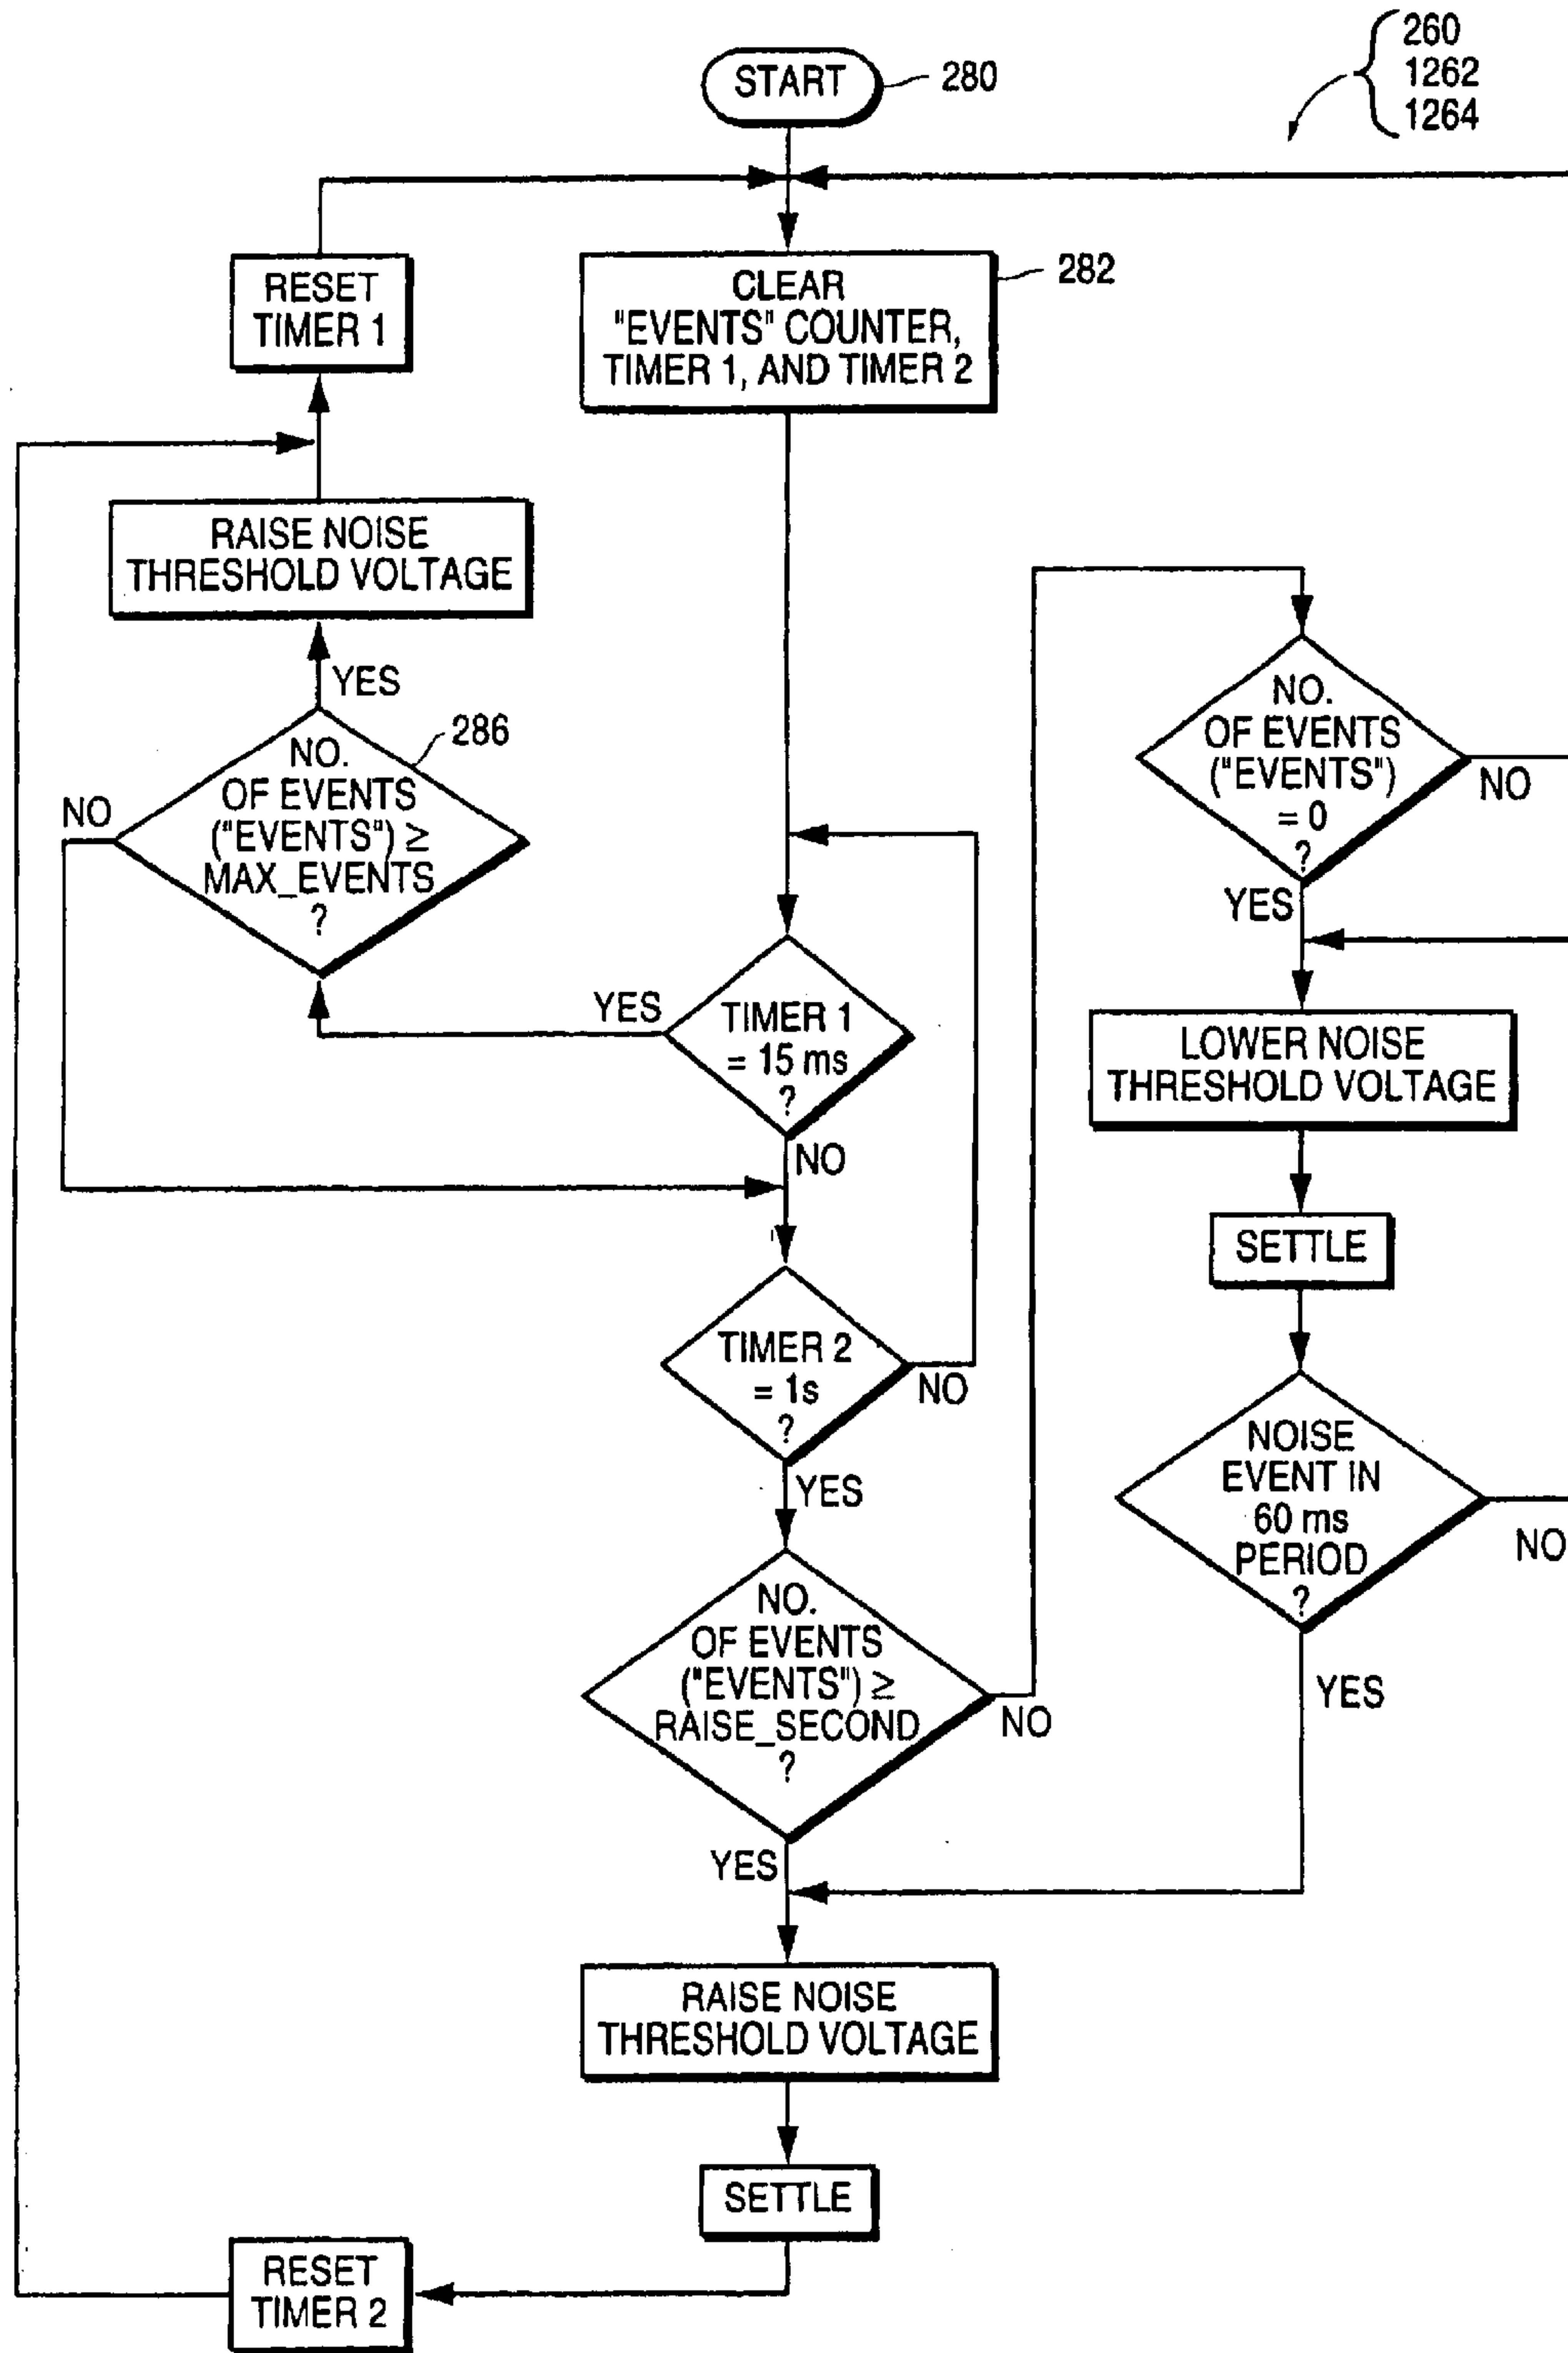 260
1262
1264
START
280
RESET
TIMER 1
CLEAR
"EVENTS" COUNTER,
TIMER 1, AND TIMER 2
282
RAISE NOISE
THRESHOLD VOLTAGE
YES
286
NO.
OF EVENTS
("EVENTS") ≥
MAX_EVENTS
?
NO
NO.
OF EVENTS
("EVENTS")
= 0
?
NO
YES
YES
TIMER 1
= 15 ms
?
NO
LOWER NOISE
THRESHOLD VOLTAGE
SETTLE
TIMER 2
= 1s
?
NO
YES
NOISE
EVENT IN
60 ms
PERIOD
?
NO
YES
NO.
OF EVENTS
("EVENTS") ≥
RAISE_SECOND
?
NO
YES
RAISE NOISE
THRESHOLD VOLTAGE
SETTLE
RESET
TIMER 2